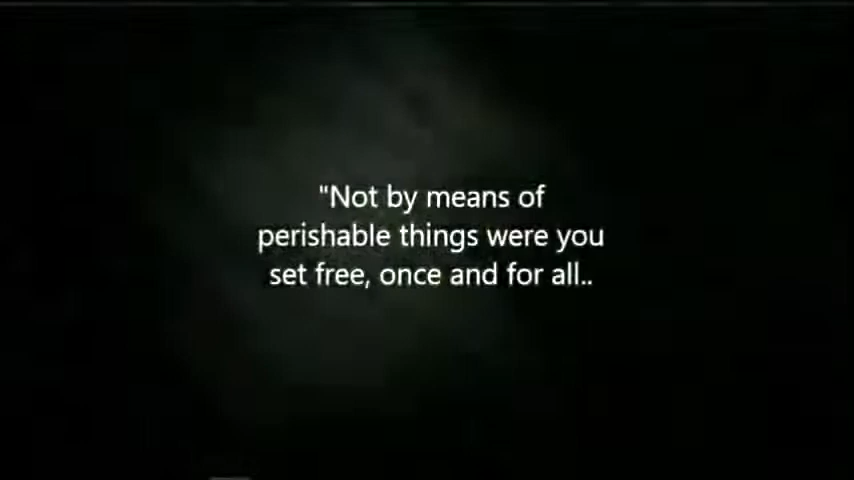 "Not by means of
perishable things were you
set free, once and for all..